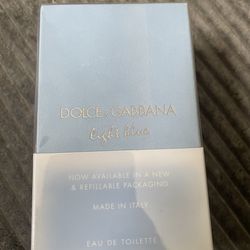 DOLCE & GABBANA
light blue
NOW AVAILABLE IN A NEW
& REFILLABLE PACKAGING
MADE IN ITALY
EAU DE TOILETTE